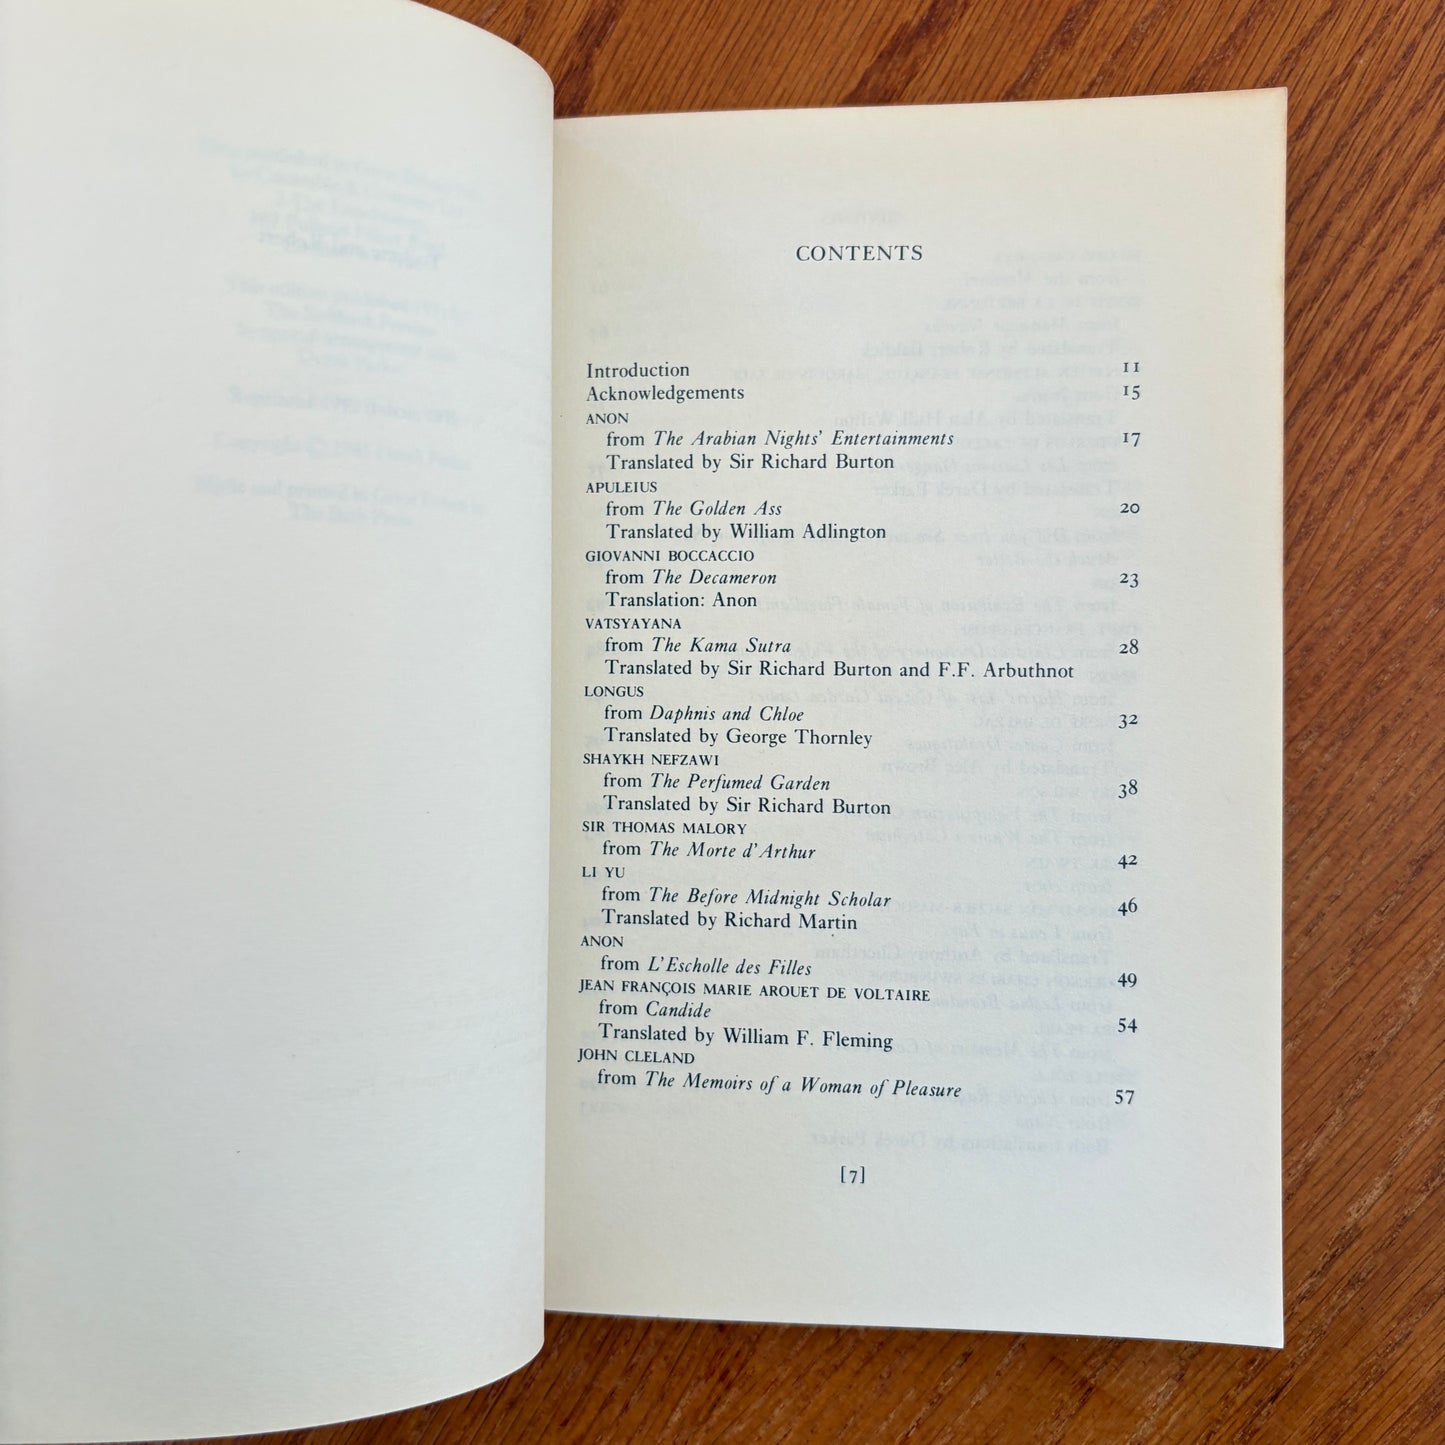 CONTENTS
Introduction 11
Acknowledgements 15
ANON
from The Arabian Nights' Entertainments 17
Translated by Sir Richard Burton
APULEIUS
from The Golden Ass 20
Translated by William Adlington
GIOVANNI BOCCACCIO
from The Decameron 23
Translation: Anon
VATSYAYANA
from The Kama Sutra 28
Translated by Sir Richard Burton and F.F. Arbuthnot
LONGUS
from Daphnis and Chloe 32
Translated by George Thornley
SHAYKH NEFZAWI
from The Perfumed Garden 38
Translated by Sir Richard Burton
SIR THOMAS MALORY
from The Morte d'Arthur 42
LI YU
from The Before Midnight Scholar 46
Translated by Richard Martin
ANON
from L'Escholle des Filles 49
JEAN FRANÇOIS MARIE AROUET DE VOLTAIRE
from Candide 54
Translated by William F. Fleming
JOHN CLELAND
from The Memoirs of a Woman of Pleasure 57
[7]